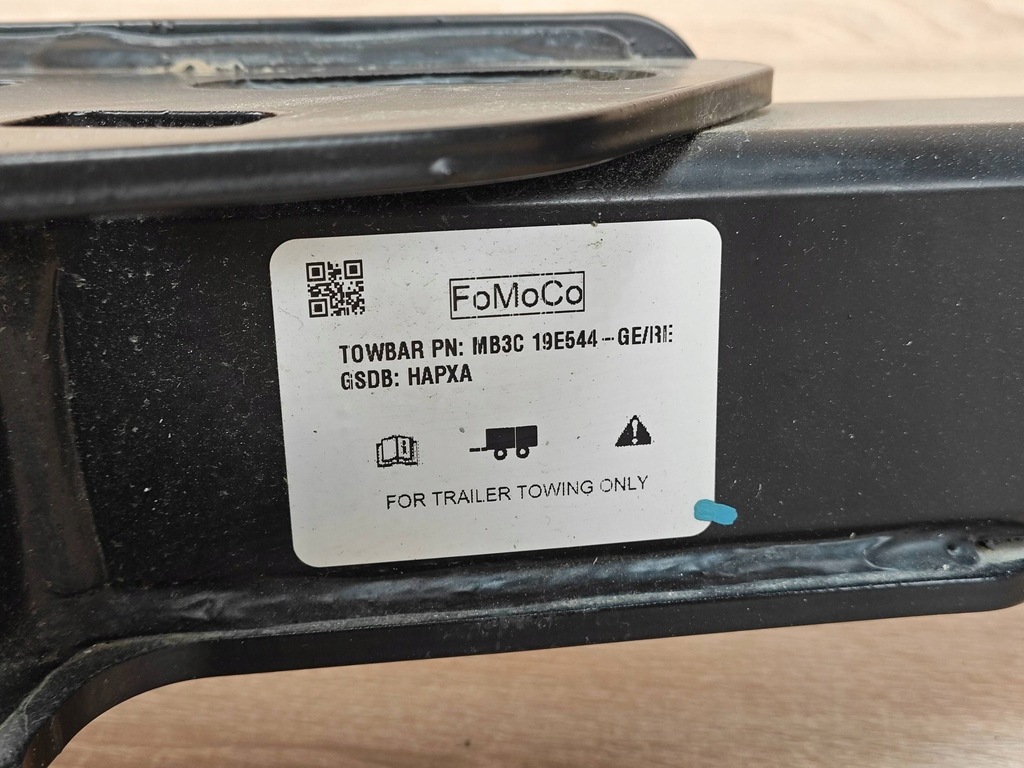 FoMoCo
TOWBAR PN: MB3C 19E544--GE/RE
GSDB: HAPXA
FOR TRAILER TOWING ONLY